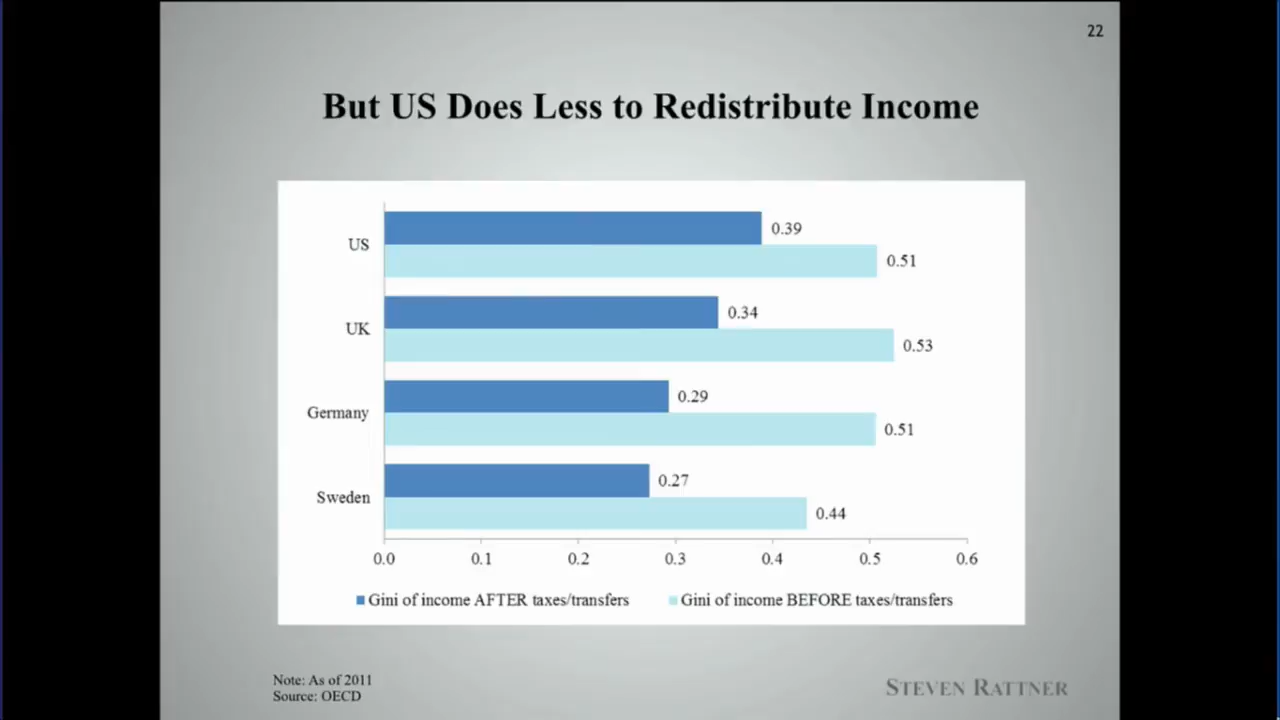 22
But US Does Less to Redistribute Income
US
0.39
0.51
UK
0.34
0.53
Germany
0.29
0.51
Sweden
0.27
0.44
0.0 0.1 0.2 0.3 0.4 0.5 0.6
Gini of income AFTER taxes/transfers Gini of income BEFORE taxes/transfers
Note: As of 2011
Source: OECD
STEVEN RATTNER